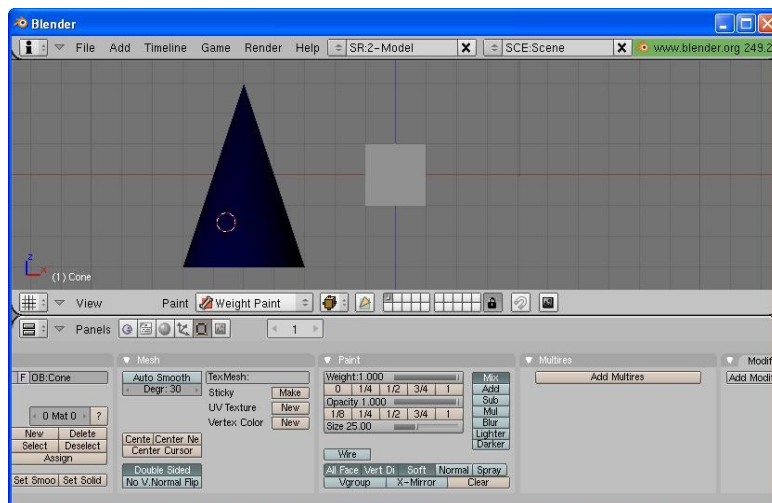 Blender
File Add Timeline Game Render Help SR:2-Model X SCE:Scene X www.blender.org 249.2
z
x
(1) Cone
View Paint Weight Paint
Panels 1
Mesh Paint Multires Modif
F OB:Cone Auto Smooth TexMesh: Weight:1.000 Mix Add Multires Add Modif
Degr: 30 Sticky Make 0 1/4 1/2 3/4 1 Add
Opacity 1.000 Sub
0 Mat 0 ? UV Texture New 1/8 1/4 1/2 3/4 1 Mul
Vertex Color New Size 25.00 Blur
New Delete Cente Center Ne Lighter
Select Deselect Center Cursor Darker
Assign Wire
Double Sided All Face Vert Di Soft Normal Spray
Set Smoo Set Solid No V.Normal Flip Vgroup X-Mirror Clear